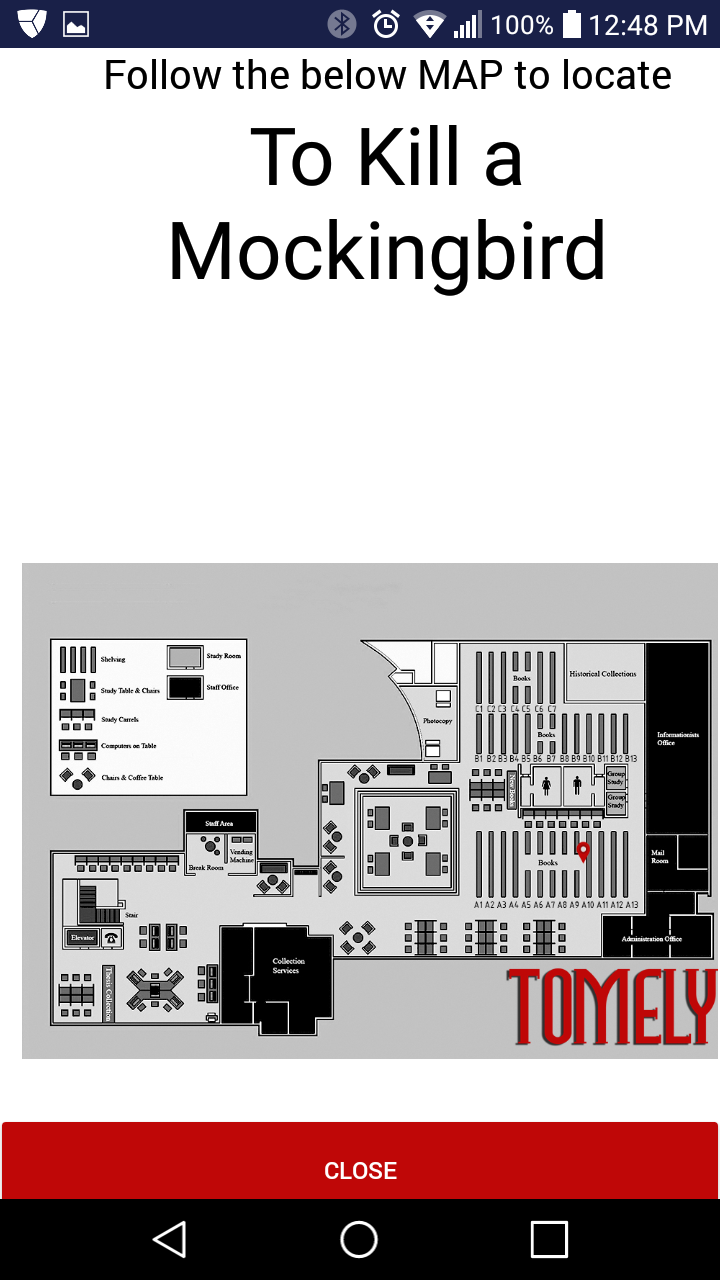 100% 12:48 PM
Follow the below MAP to locate
To Kill a
Mockingbird
Shelving
Study Room
Study Table & Chairs
Staff Office
Study Carrels
Computers on Table
Chairs & Coffee Table
Photocopy
Books
Historical Collections
C1 C2 C3 C4 C5 C6 C7
Books
Informationists
Office
B1 B2 B3 B4 B5 B6 B7 B8 B9 B10 B11 B12 B13
New Books
Group
Study
Group
Study
Staff Area
Break Room
Vending
Machine
Books
Mail
Room
A1 A2 A3 A4 A5 A6 A7 A8 A9 A10 A11 A12 A13
Stair
Elevator
Administration Office
Collection
Services
Thesis Collection
TOMELY
CLOSE